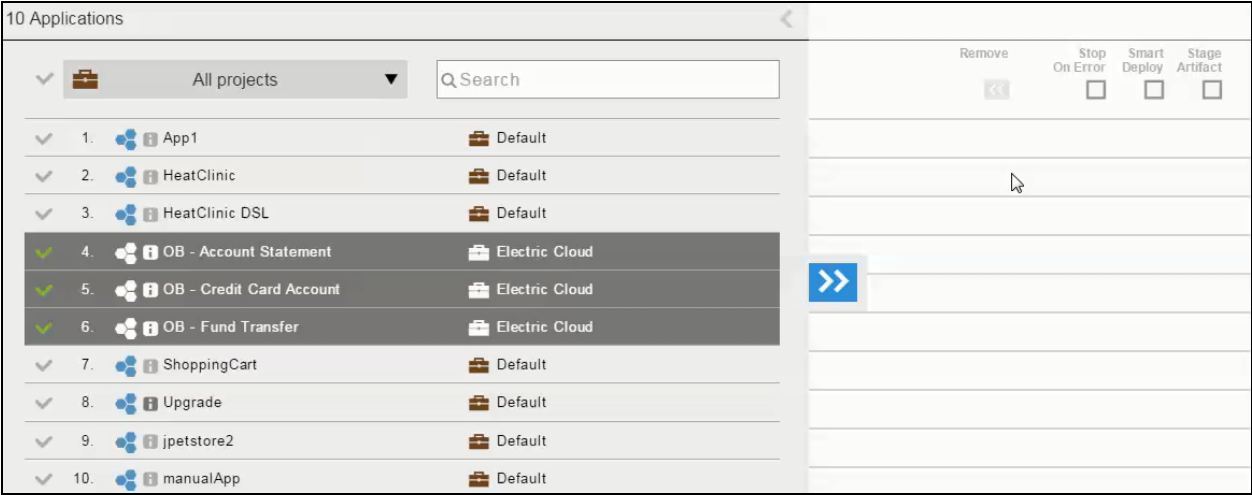 10 Applications
All projects
Search
Remove
Stop On Error
Smart Deploy
Stage Artifact
1. App1 Default
2. HeatClinic Default
3. HeatClinic DSL Default
4. OB - Account Statement Electric Cloud
5. OB - Credit Card Account Electric Cloud
6. OB - Fund Transfer Electric Cloud
7. ShoppingCart Default
8. Upgrade Default
9. jpetstore2 Default
10. manualApp Default